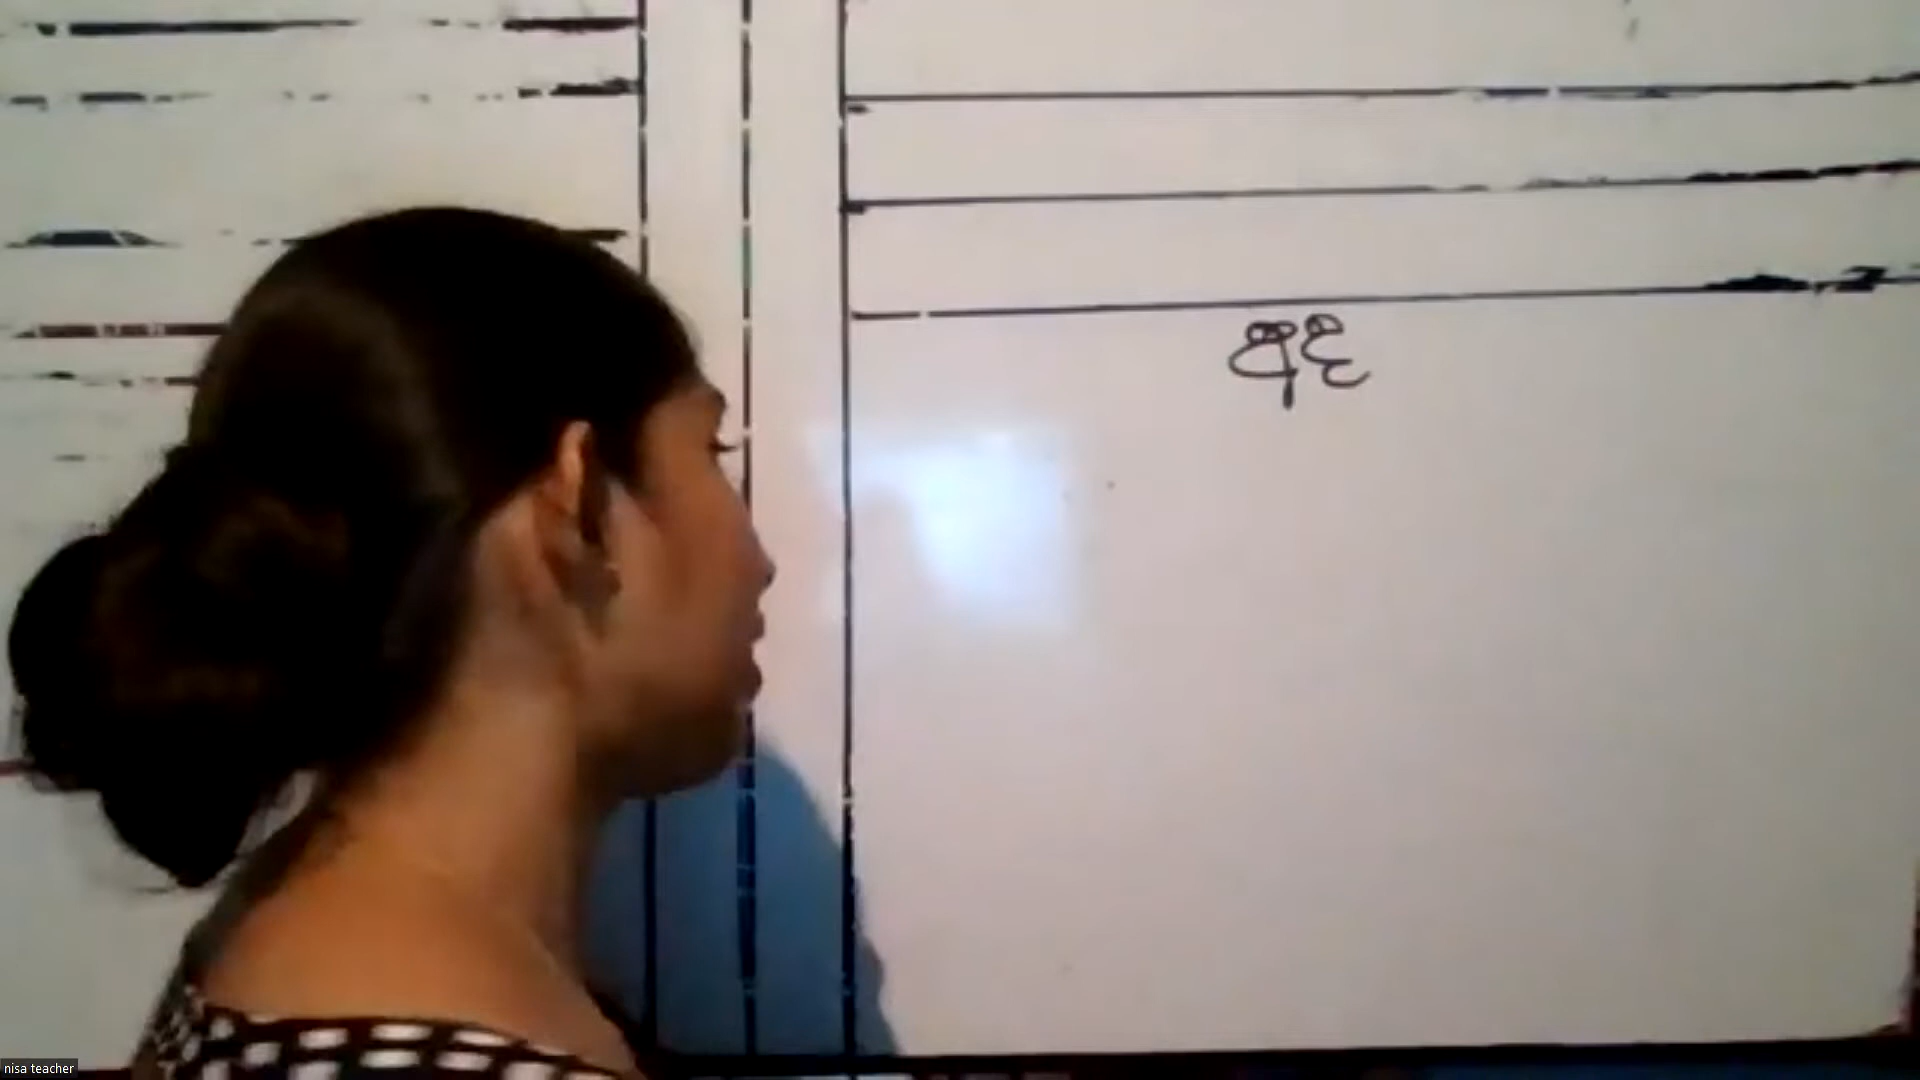 අද
nisa teacher